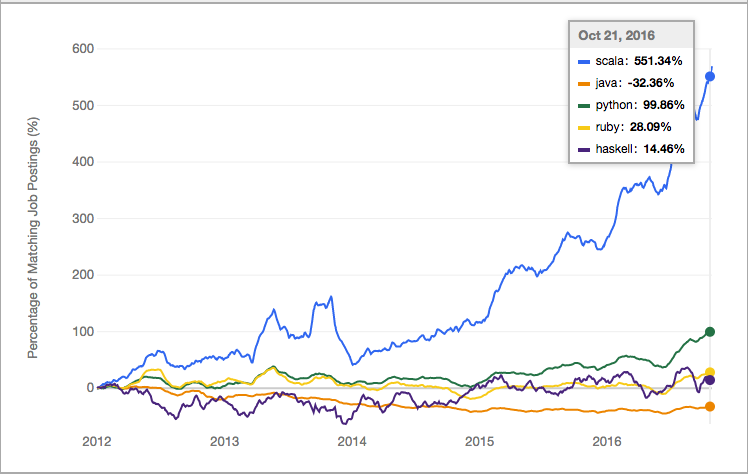 Oct 21, 2016
scala: 551.34%
java: -32.36%
python: 99.86%
ruby: 28.09%
haskell: 14.46%
Percentage of Matching Job Postings (%)
600
500
400
300
200
100
0
2012 2013 2014 2015 2016